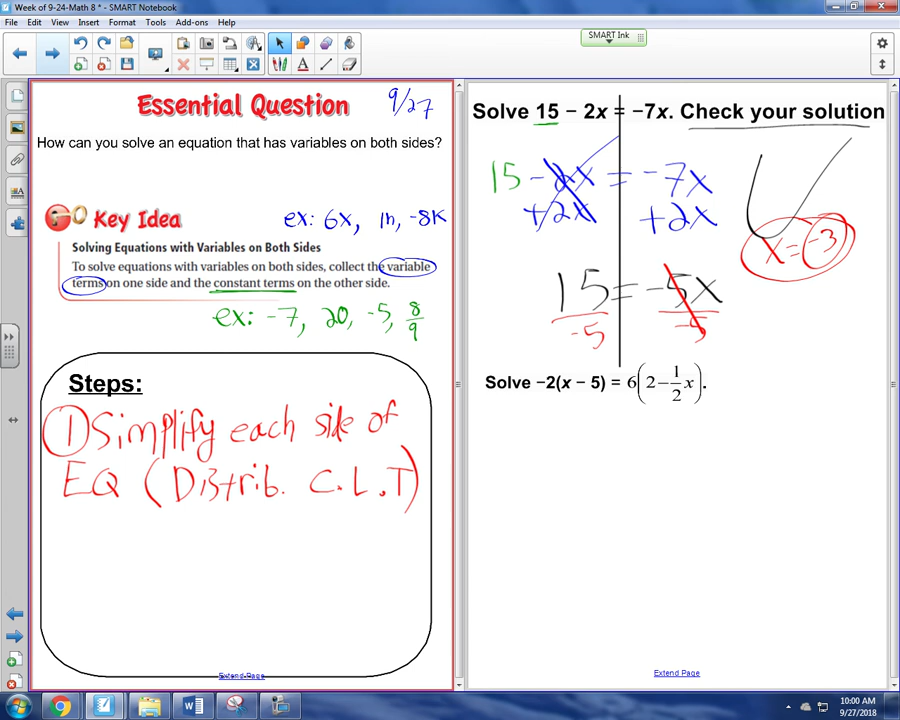 Week of 9-24-Math 8 * - SMART Notebook
File Edit View Insert Format Tools Add-ons Help
SMART Ink
Essential Question
9/27
How can you solve an equation that has variables on both sides?
Key Idea
ex: 6x, 1n, -8k
Solving Equations with Variables on Both Sides
To solve equations with variables on both sides, collect the variable
terms on one side and the constant terms on the other side.
ex: -7, 20, -5, 8/9
Steps:
① Simplify each side of
EQ (Distrib. C.L.T)
Extend Page
Solve 15 − 2x = −7x. Check your solution
15 - 2x = -7x
+2x +2x
x = -3
15 = -5x
-5 -5
Solve −2(x − 5) = 6(2 − 1/2 x).
Extend Page
10:00 AM
9/27/2018